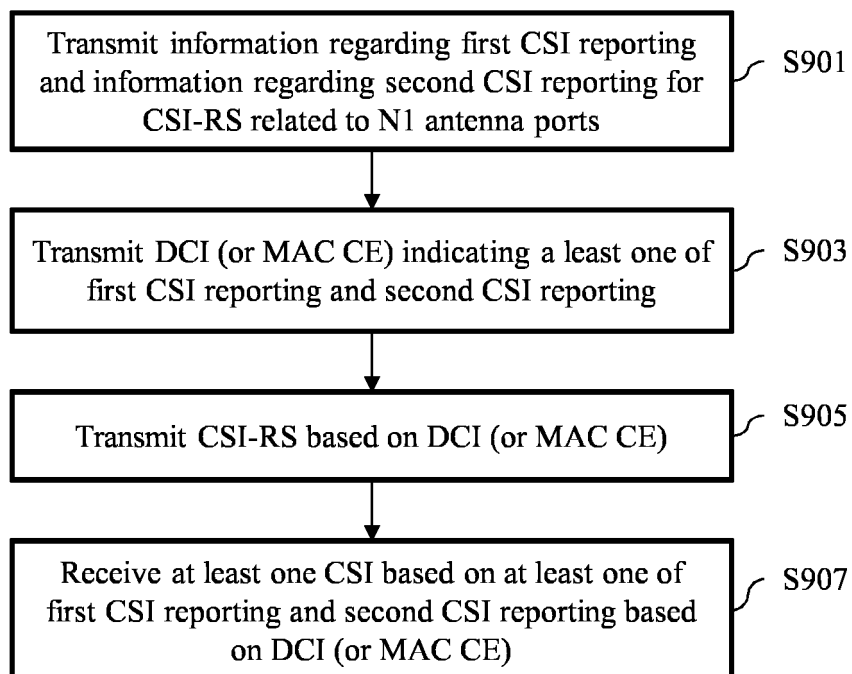 Transmit information regarding first CSI reporting
and information regarding second CSI reporting for
CSI-RS related to N1 antenna ports
S901
Transmit DCI (or MAC CE) indicating a least one of
first CSI reporting and second CSI reporting
S903
Transmit CSI-RS based on DCI (or MAC CE)
S905
Receive at least one CSI based on at least one of
first CSI reporting and second CSI reporting based
on DCI (or MAC CE)
S907